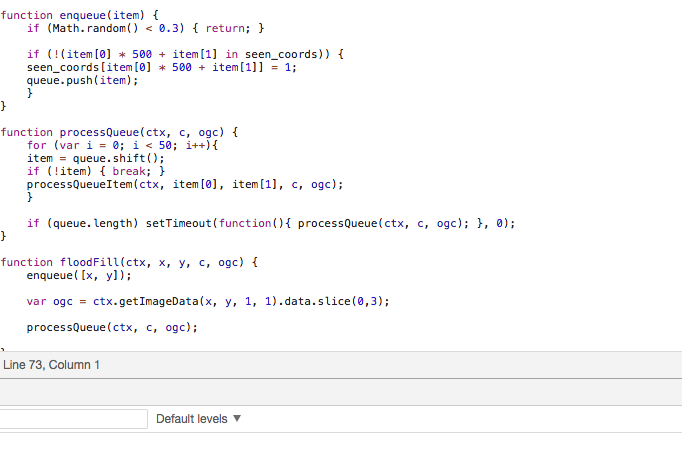 function enqueue(item) {
if (Math.random() < 0.3) { return; }
if (!(item[0] * 500 + item[1] in seen_coords)) {
seen_coords[item[0] * 500 + item[1]] = 1;
queue.push(item);
}
}
function processQueue(ctx, c, ogc) {
for (var i = 0; i < 50; i++){
item = queue.shift();
if (!item) { break; }
processQueueItem(ctx, item[0], item[1], c, ogc);
}
if (queue.length) setTimeout(function(){ processQueue(ctx, c, ogc); }, 0);
}
function floodFill(ctx, x, y, c, ogc) {
enqueue([x, y]);
var ogc = ctx.getImageData(x, y, 1, 1).data.slice(0,3);
processQueue(ctx, c, ogc);
Line 73, Column 1
Default levels ▼